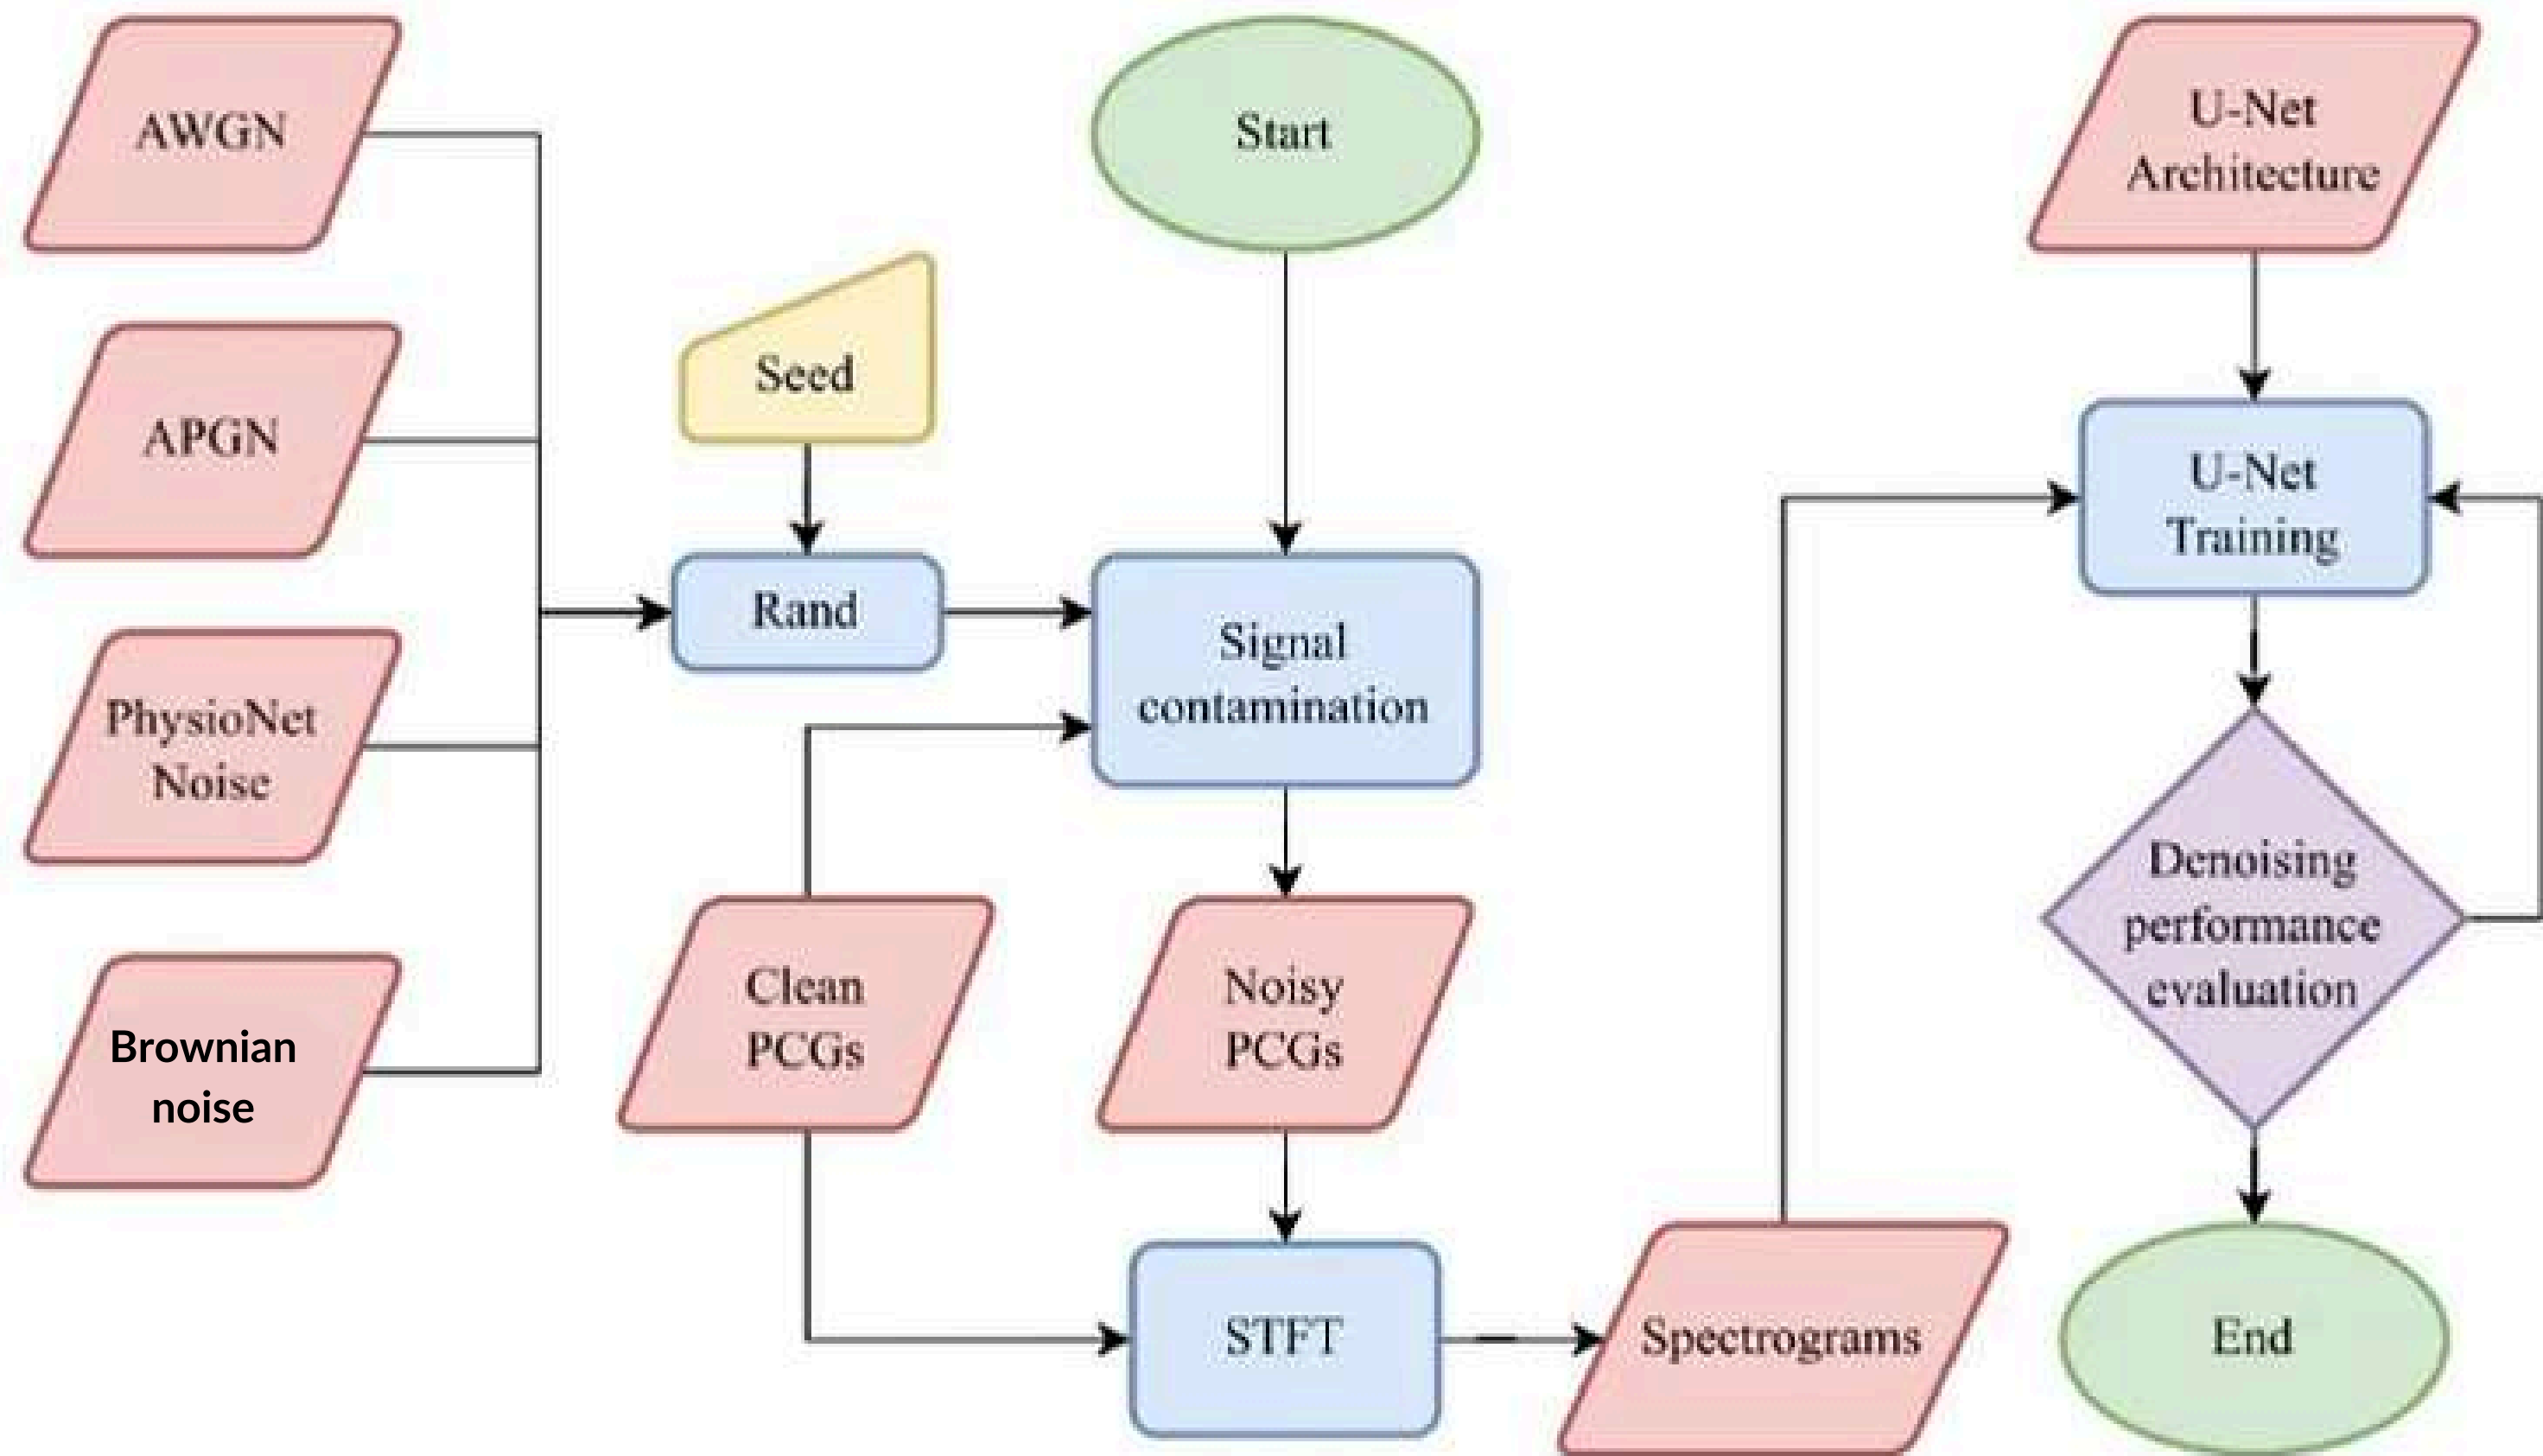 AWGN
APGN
PhysioNet
Noise
Brownian
noise
Seed
Rand
Clean
PCGs
Start
Signal
contamination
Noisy
PCGs
STFT
Spectrograms
U-Net
Architecture
U-Net
Training
Denoising
performance
evaluation
End